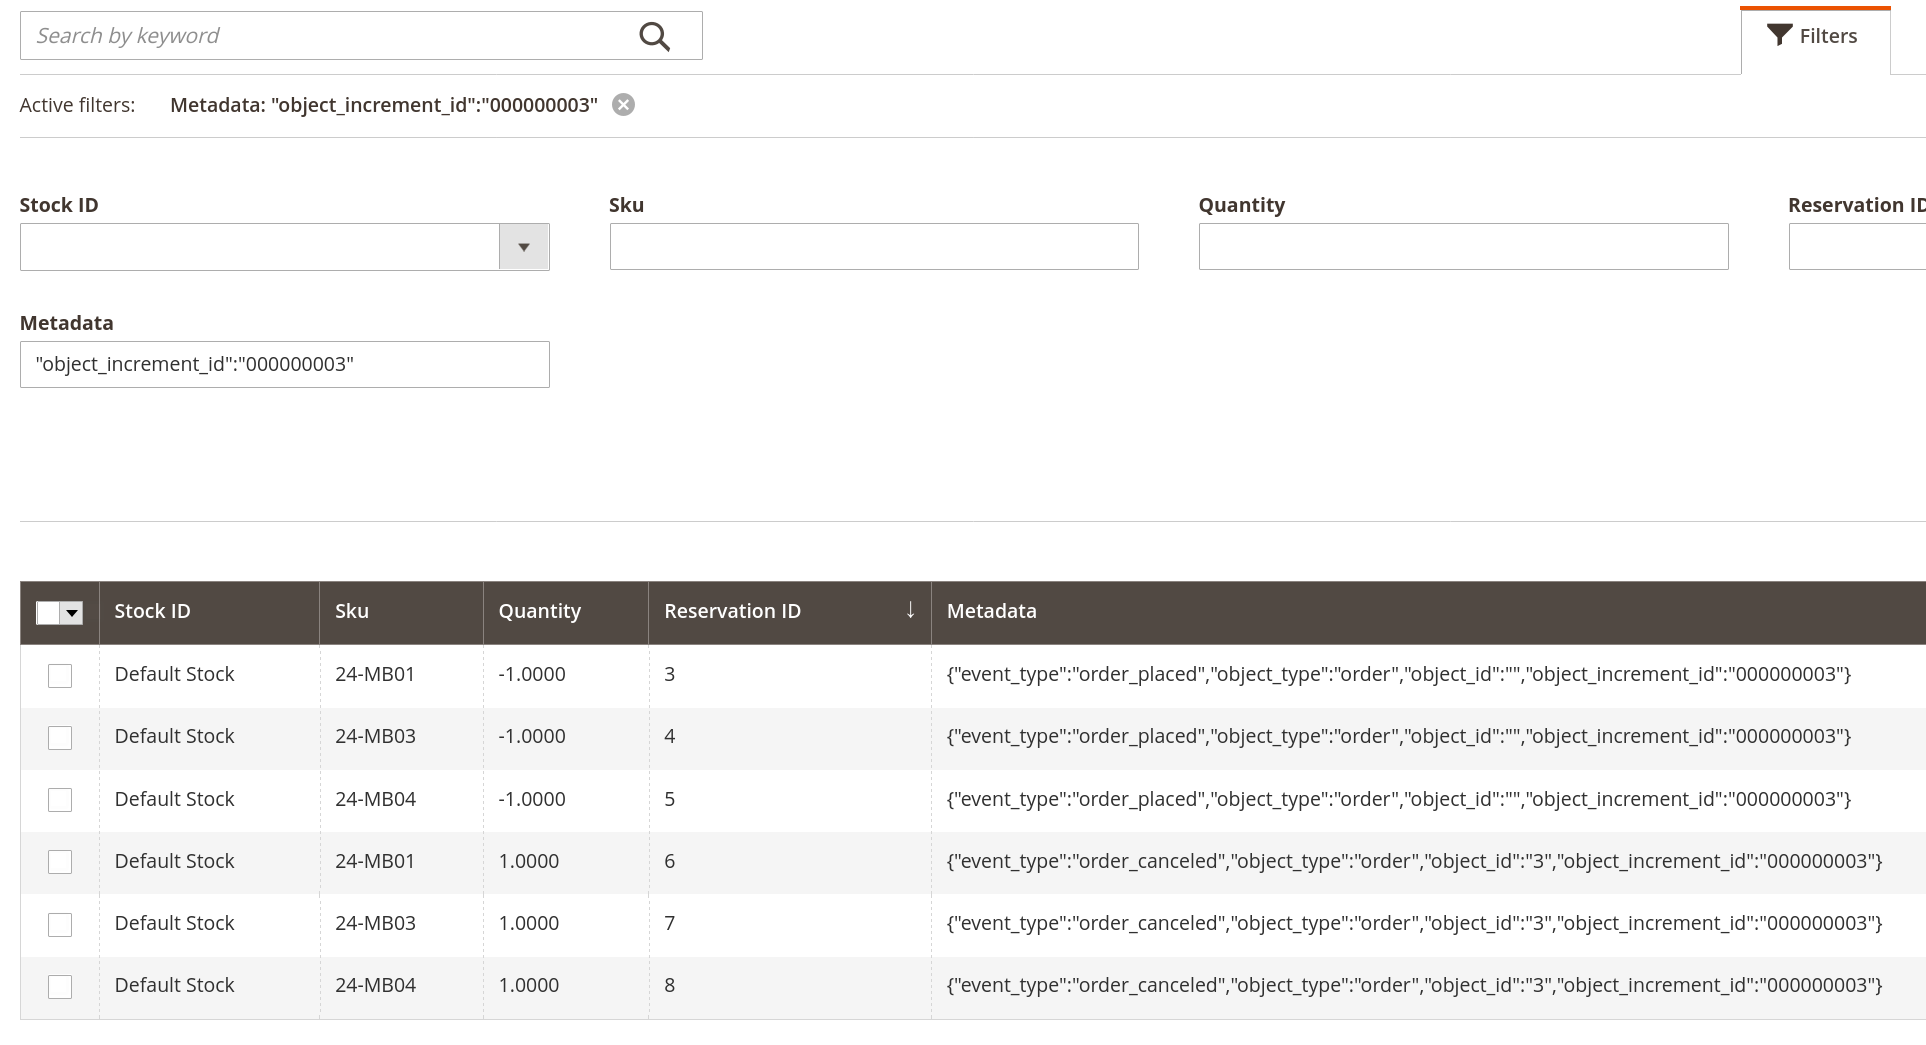 Search by keyword
Filters
Active filters: Metadata: "object_increment_id":"000000003"
Stock ID Sku Quantity Reservation ID
Metadata
"object_increment_id":"000000003"
Stock ID Sku Quantity Reservation ID ↓ Metadata
Default Stock 24-MB01 -1.0000 3 {"event_type":"order_placed","object_type":"order","object_id":"","object_increment_id":"000000003"}
Default Stock 24-MB03 -1.0000 4 {"event_type":"order_placed","object_type":"order","object_id":"","object_increment_id":"000000003"}
Default Stock 24-MB04 -1.0000 5 {"event_type":"order_placed","object_type":"order","object_id":"","object_increment_id":"000000003"}
Default Stock 24-MB01 1.0000 6 {"event_type":"order_canceled","object_type":"order","object_id":"3","object_increment_id":"000000003"}
Default Stock 24-MB03 1.0000 7 {"event_type":"order_canceled","object_type":"order","object_id":"3","object_increment_id":"000000003"}
Default Stock 24-MB04 1.0000 8 {"event_type":"order_canceled","object_type":"order","object_id":"3","object_increment_id":"000000003"}